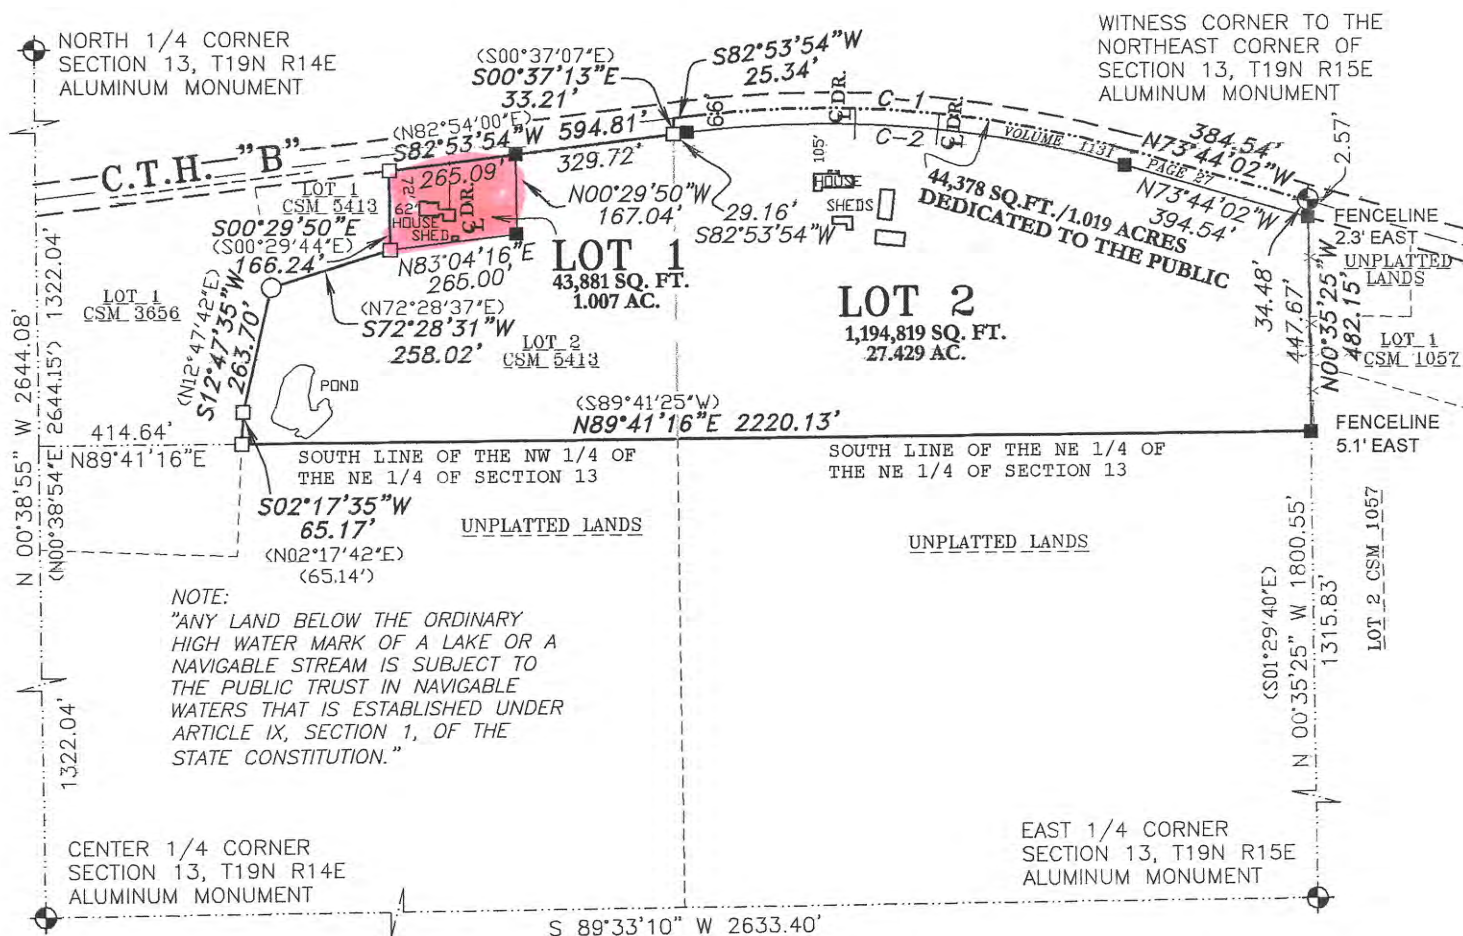 NORTH 1/4 CORNER
SECTION 13, T19N R14E
ALUMINUM MONUMENT
WITNESS CORNER TO THE
NORTHEAST CORNER OF
SECTION 13, T19N R15E
ALUMINUM MONUMENT
(S00°37'07"E)
S00°37'13"E
33.21'
S82°53'54"W
25.34'
66'
(N82°54'00"E)
S82°53'54"W 594.81'
329.72'
265.09'
C.T.H. "B"
C-1
C-2
℄ DR.
℄ DR.
VOLUME 1131
PAGE 27
384.54'
N73°44'02"W
2.57'
N73°44'02"W
394.54'
LOT 1
CSM 5413
72'
62'
HOUSE
SHED
℄ DR.
N00°29'50"W
167.04'
29.16'
S82°53'54"W
105'
HOUSE
SHEDS
44,378 SQ.FT./1.019 ACRES
DEDICATED TO THE PUBLIC
FENCELINE
2.3' EAST
UNPLATTED
LANDS
S00°29'50"E
(S00°29'44"E)
166.24'
N83°04'16"E
265.00'
LOT 1
43,881 SQ. FT.
1.007 AC.
LOT 2
1,194,819 SQ. FT.
27.429 AC.
34.48'
447.67'
N00°35'25"W
482.15'
LOT 1
CSM 1057
LOT 1
CSM 3656
(N72°28'37"E)
S72°28'31"W
258.02'
LOT 2
CSM 5413
(N12°47'42"E)
S12°47'35"W
263.70'
POND
1322.04'
N 00°38'55" W 2644.08'
(N00°38'54"E 2644.15')
(S89°41'25"W)
N89°41'16"E 2220.13'
414.64'
N89°41'16"E
SOUTH LINE OF THE NW 1/4 OF
THE NE 1/4 OF SECTION 13
SOUTH LINE OF THE NE 1/4 OF
THE NE 1/4 OF SECTION 13
FENCELINE
5.1' EAST
S02°17'35"W
65.17'
(N02°17'42"E)
(65.14')
UNPLATTED LANDS
UNPLATTED LANDS
LOT 2 CSM 1057
(S01°29'40"E)
N 00°35'25" W 1800.55'
1315.83'
NOTE:
"ANY LAND BELOW THE ORDINARY
HIGH WATER MARK OF A LAKE OR A
NAVIGABLE STREAM IS SUBJECT TO
THE PUBLIC TRUST IN NAVIGABLE
WATERS THAT IS ESTABLISHED UNDER
ARTICLE IX, SECTION 1, OF THE
STATE CONSTITUTION."
1322.04'
CENTER 1/4 CORNER
SECTION 13, T19N R14E
ALUMINUM MONUMENT
EAST 1/4 CORNER
SECTION 13, T19N R15E
ALUMINUM MONUMENT
S 89°33'10" W 2633.40'